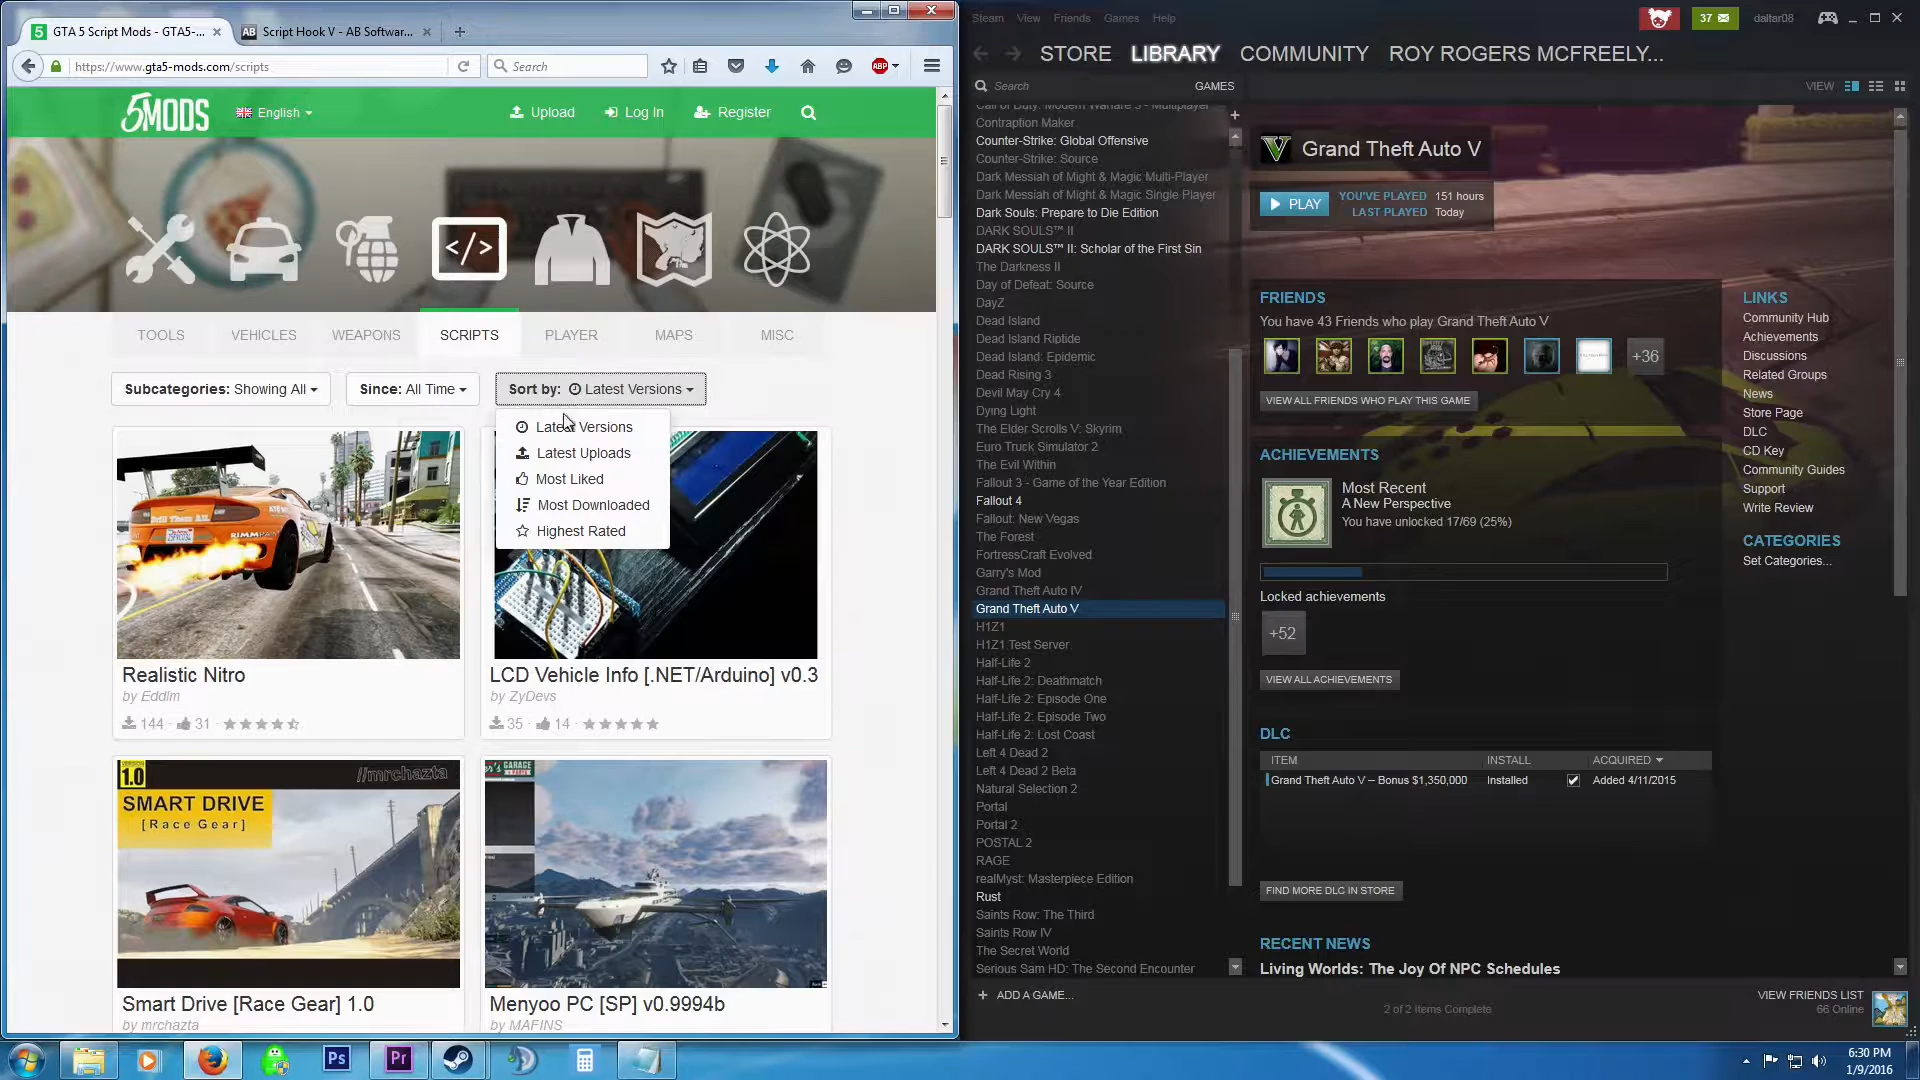 GTA 5 Script Mods - GTA5-...
Script Hook V - AB Softwar...
https://www.gta5-mods.com/scripts
Search
5MODS
English
Upload
Log In
Register
TOOLS
VEHICLES
WEAPONS
SCRIPTS
PLAYER
MAPS
MISC
Subcategories: Showing All
Since: All Time
Sort by: Latest Versions
Latest Versions
Latest Uploads
Most Liked
Most Downloaded
Highest Rated
Realistic Nitro
by Eddlm
144 · 31 ·
LCD Vehicle Info [.NET/Arduino] v0.3
by ZyDevs
35 · 14 ·
1.0
//mrchazta
SMART DRIVE
[Race Gear]
Smart Drive [Race Gear] 1.0
by mrchazta
Menyoo PC [SP] v0.9994b
by MAFINS
Steam View Friends Games Help
37
daltar08
STORE LIBRARY COMMUNITY ROY ROGERS MCFREELY...
Search
GAMES
VIEW
Call of Duty: Modern Warfare 3 - Multiplayer
Contraption Maker
Counter-Strike: Global Offensive
Counter-Strike: Source
Dark Messiah of Might & Magic Multi-Player
Dark Messiah of Might & Magic Single Player
Dark Souls: Prepare to Die Edition
DARK SOULS™ II
DARK SOULS™ II: Scholar of the First Sin
The Darkness II
Day of Defeat: Source
DayZ
Dead Island
Dead Island Riptide
Dead Island: Epidemic
Dead Rising 3
Devil May Cry 4
Dying Light
The Elder Scrolls V: Skyrim
Euro Truck Simulator 2
The Evil Within
Fallout 3 - Game of the Year Edition
Fallout 4
Fallout: New Vegas
The Forest
FortressCraft Evolved
Garry's Mod
Grand Theft Auto IV
Grand Theft Auto V
H1Z1
H1Z1 Test Server
Half-Life 2
Half-Life 2: Deathmatch
Half-Life 2: Episode One
Half-Life 2: Episode Two
Half-Life 2: Lost Coast
Left 4 Dead 2
Left 4 Dead 2 Beta
Natural Selection 2
Portal
Portal 2
POSTAL 2
RAGE
realMyst: Masterpiece Edition
Rust
Saints Row: The Third
Saints Row IV
The Secret World
Serious Sam HD: The Second Encounter
ADD A GAME...
Grand Theft Auto V
PLAY
YOU'VE PLAYED 151 hours
LAST PLAYED Today
FRIENDS
You have 43 Friends who play Grand Theft Auto V
+36
VIEW ALL FRIENDS WHO PLAY THIS GAME
ACHIEVEMENTS
Most Recent
A New Perspective
You have unlocked 17/69 (25%)
Locked achievements
+52
VIEW ALL ACHIEVEMENTS
DLC
ITEM INSTALL ACQUIRED
Grand Theft Auto V – Bonus $1,350,000 Installed Added 4/11/2015
FIND MORE DLC IN STORE
RECENT NEWS
Living Worlds: The Joy Of NPC Schedules
LINKS
Community Hub
Achievements
Discussions
Related Groups
News
Store Page
DLC
CD Key
Community Guides
Support
Write Review
CATEGORIES
Set Categories...
2 of 2 Items Complete
VIEW FRIENDS LIST
66 Online
Ps
Pr
6:30 PM
1/9/2016